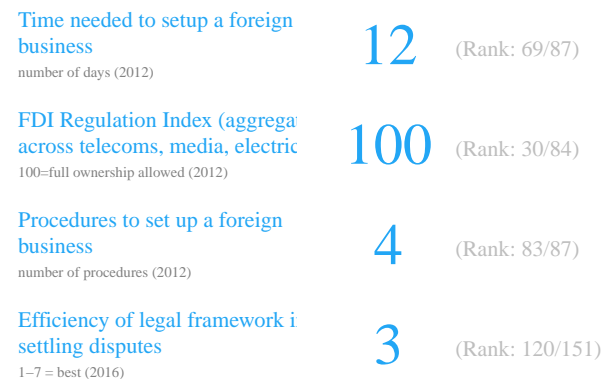 Time needed to setup a foreign
business
number of days (2012)
12
(Rank: 69/87)
FDI Regulation Index
across telecoms, media,
100=full ownership allowed (2012)
100
(Rank: 30/84)
Procedures to set up a foreign
business
number of procedures (2012)
4
(Rank: 83/87)
Efficiency of legal framework
settling disputes
1–7 = best (2016)
3
(Rank: 120/151)